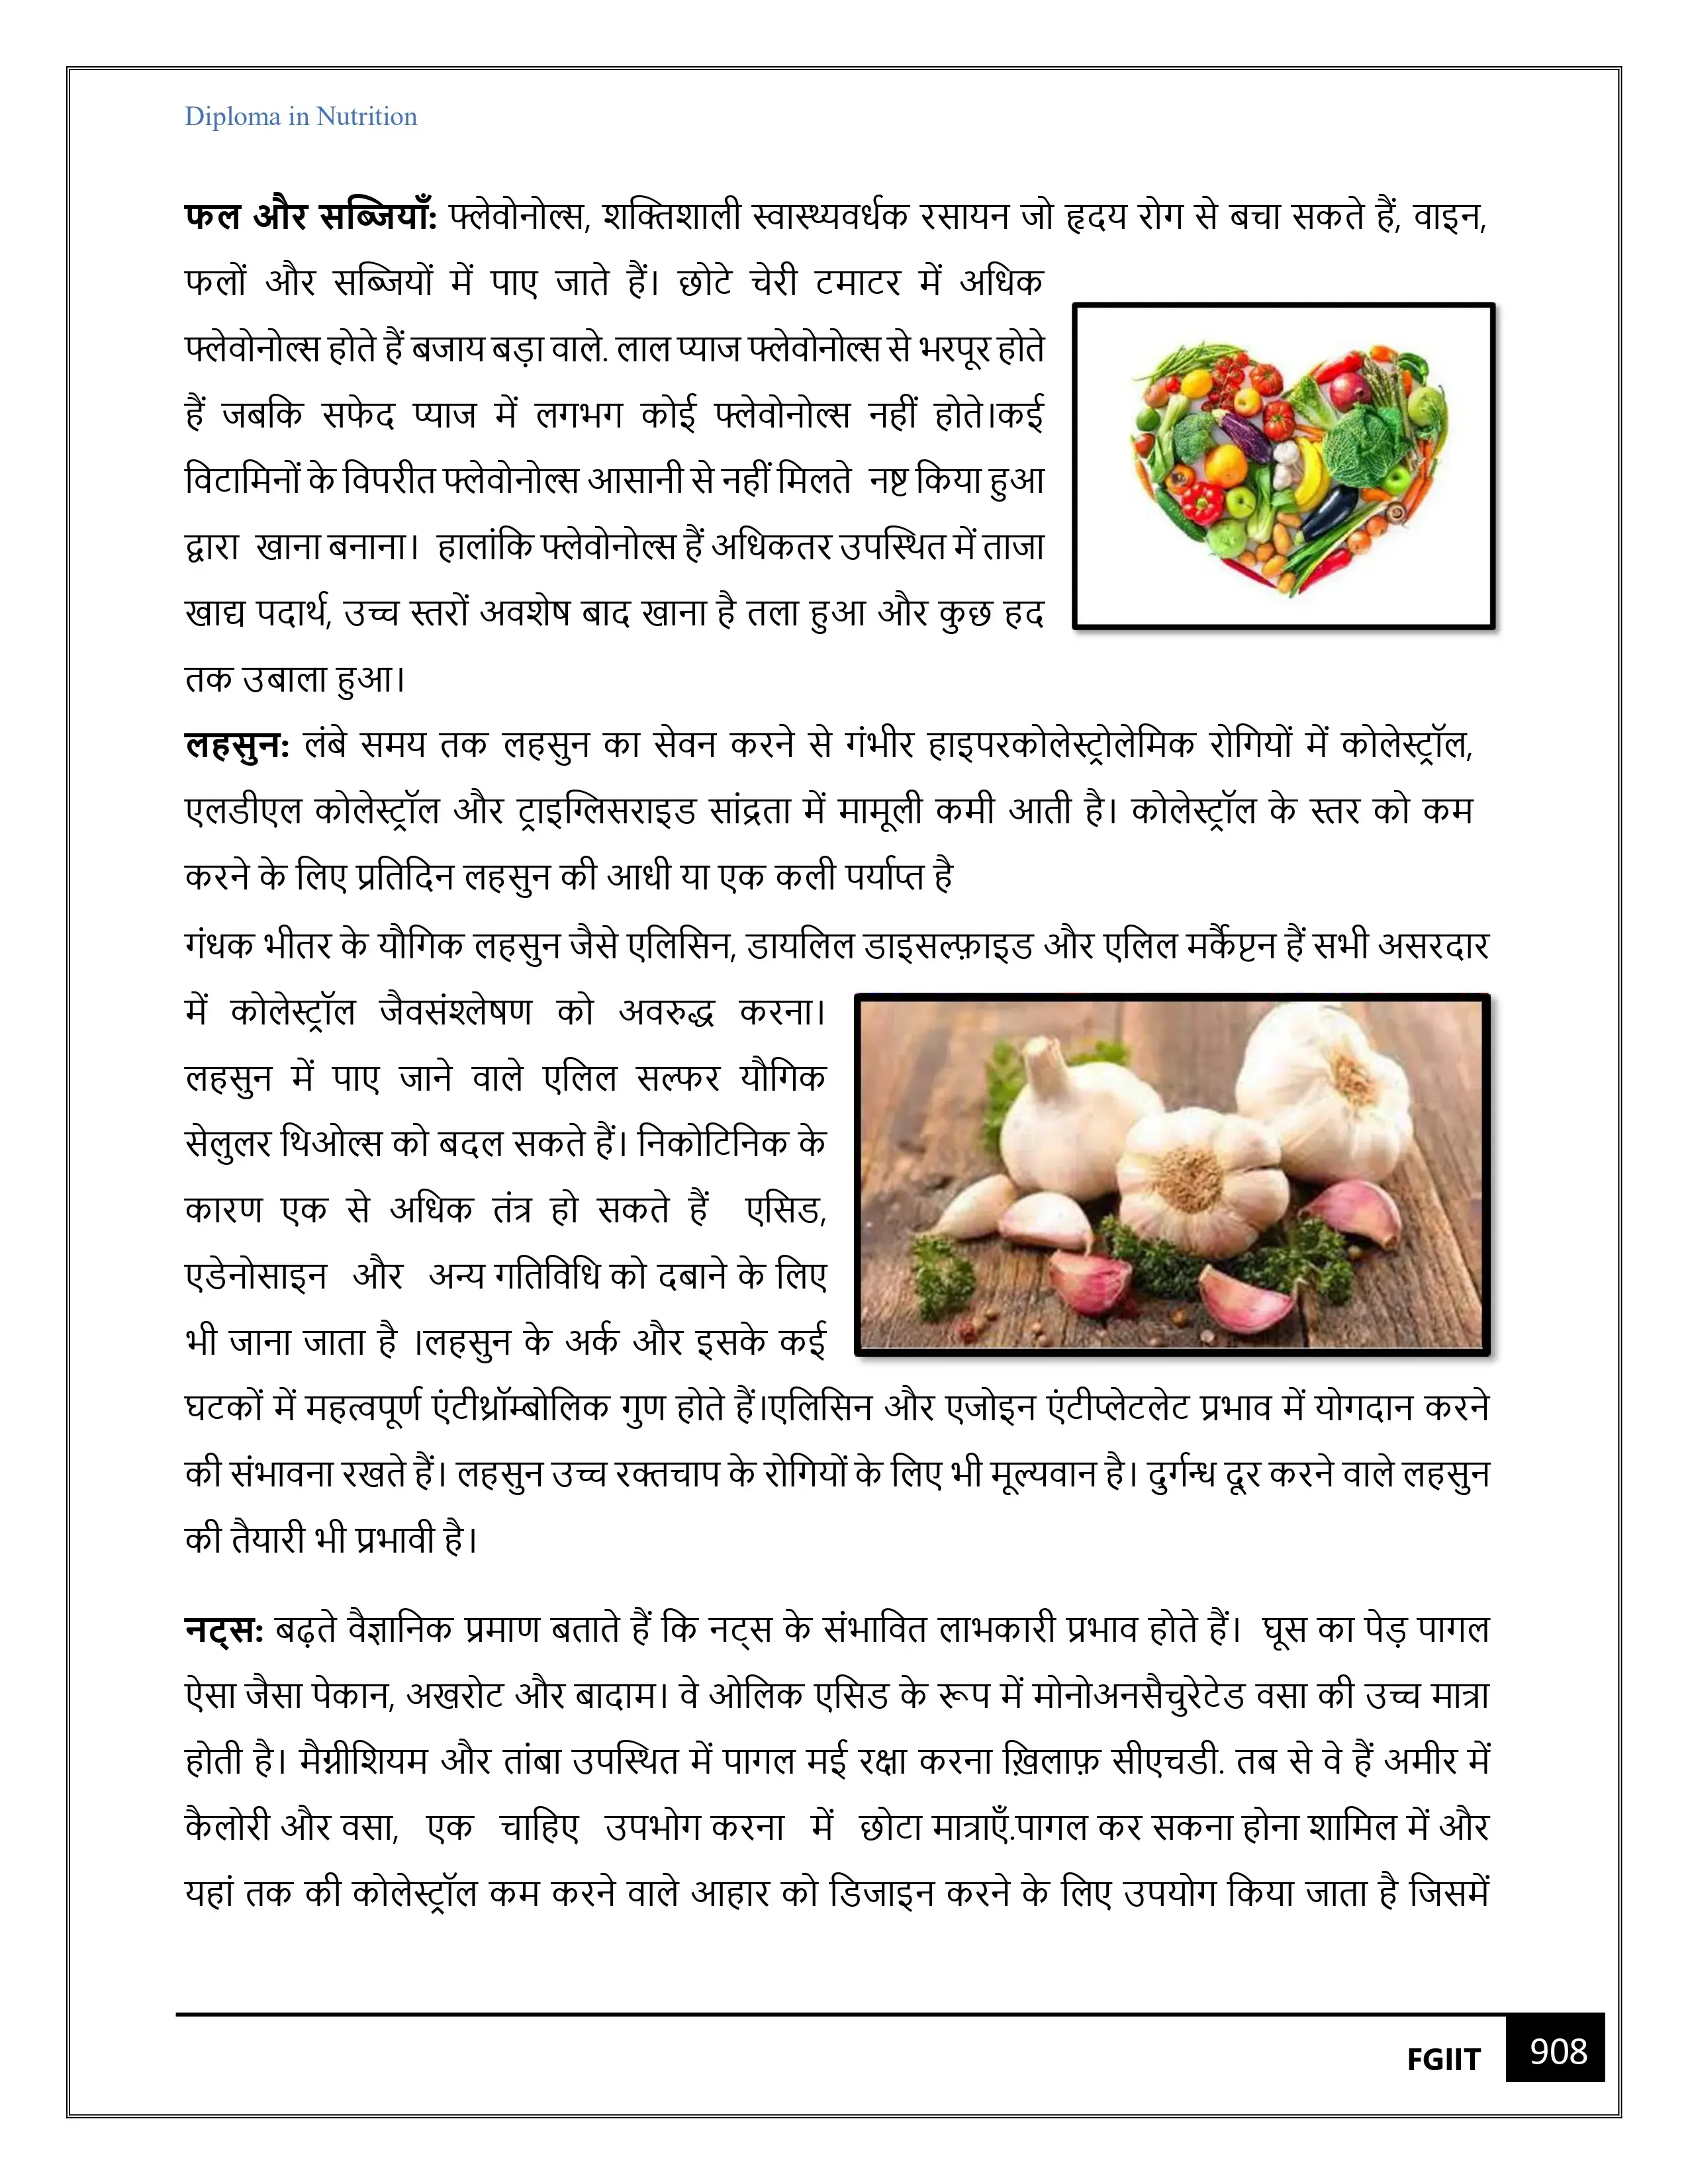 Diploma in Nutrition
फल और सब्जियाँ: फ्लेवोनोल्स, शक्तिशाली स्वास्थ्यवर्धक रसायन जो हृदय रोग से बचा सकते हैं, वाइन,
फलों और सब्जियों में पाए जाते हैं। छोटे चेरी टमाटर में अधिक
फ्लेवोनोल्स होते हैं बजाय बड़ा वाले. लाल प्याज फ्लेवोनोल्स से भरपूर होते
हैं जबकि सफेद प्याज में लगभग कोई फ्लेवोनोल्स नहीं होते।कई
विटामिनों के विपरीत फ्लेवोनोल्स आसानी से नहीं मिलते नष्ट किया हुआ
द्वारा खाना बनाना। हालांकि फ्लेवोनोल्स हैं अधिकतर उपस्थित में ताजा
खाद्य पदार्थ, उच्च स्तरों अवशेष बाद खाना है तला हुआ और कुछ हद
तक उबाला हुआ।
लहसुन: लंबे समय तक लहसुन का सेवन करने से गंभीर हाइपरकोलेस्ट्रोलेमिक रोगियों में कोलेस्ट्रॉल,
एलडीएल कोलेस्ट्रॉल और ट्राइग्लिसराइड सांद्रता में मामूली कमी आती है। कोलेस्ट्रॉल के स्तर को कम
करने के लिए प्रतिदिन लहसुन की आधी या एक कली पर्याप्त है
गंधक भीतर के यौगिक लहसुन जैसे एलिसिन, डायलिल डाइसल्फ़ाइड और एलिल मर्कैप्टन हैं सभी असरदार
में कोलेस्ट्रॉल जैवसंश्लेषण को अवरुद्ध करना।
लहसुन में पाए जाने वाले एलिल सल्फर यौगिक
सेलुलर थिओल्स को बदल सकते हैं। निकोटिनिक के
कारण एक से अधिक तंत्र हो सकते हैं एसिड,
एडेनोसाइन और अन्य गतिविधि को दबाने के लिए
भी जाना जाता है ।लहसुन के अर्क और इसके कई
घटकों में महत्वपूर्ण एंटीथ्रॉम्बोलिक गुण होते हैं।एलिसिन और एजोइन एंटीप्लेटलेट प्रभाव में योगदान करने
की संभावना रखते हैं। लहसुन उच्च रक्तचाप के रोगियों के लिए भी मूल्यवान है। दुर्गन्ध दूर करने वाले लहसुन
की तैयारी भी प्रभावी है।
नट्स: बढ़ते वैज्ञानिक प्रमाण बताते हैं कि नट्स के संभावित लाभकारी प्रभाव होते हैं। घूस का पेड़ पागल
ऐसा जैसा पेकान, अखरोट और बादाम। वे ओलिक एसिड के रूप में मोनोअनसैचुरेटेड वसा की उच्च मात्रा
होती है। मैग्नीशियम और तांबा उपस्थित में पागल मई रक्षा करना ख़िलाफ़ सीएचडी. तब से वे हैं अमीर में
कैलोरी और वसा, एक चाहिए उपभोग करना में छोटा मात्राएँ.पागल कर सकना होना शामिल में और
यहां तक की कोलेस्ट्रॉल कम करने वाले आहार को डिजाइन करने के लिए उपयोग किया जाता है जिसमें
FGIIT 908